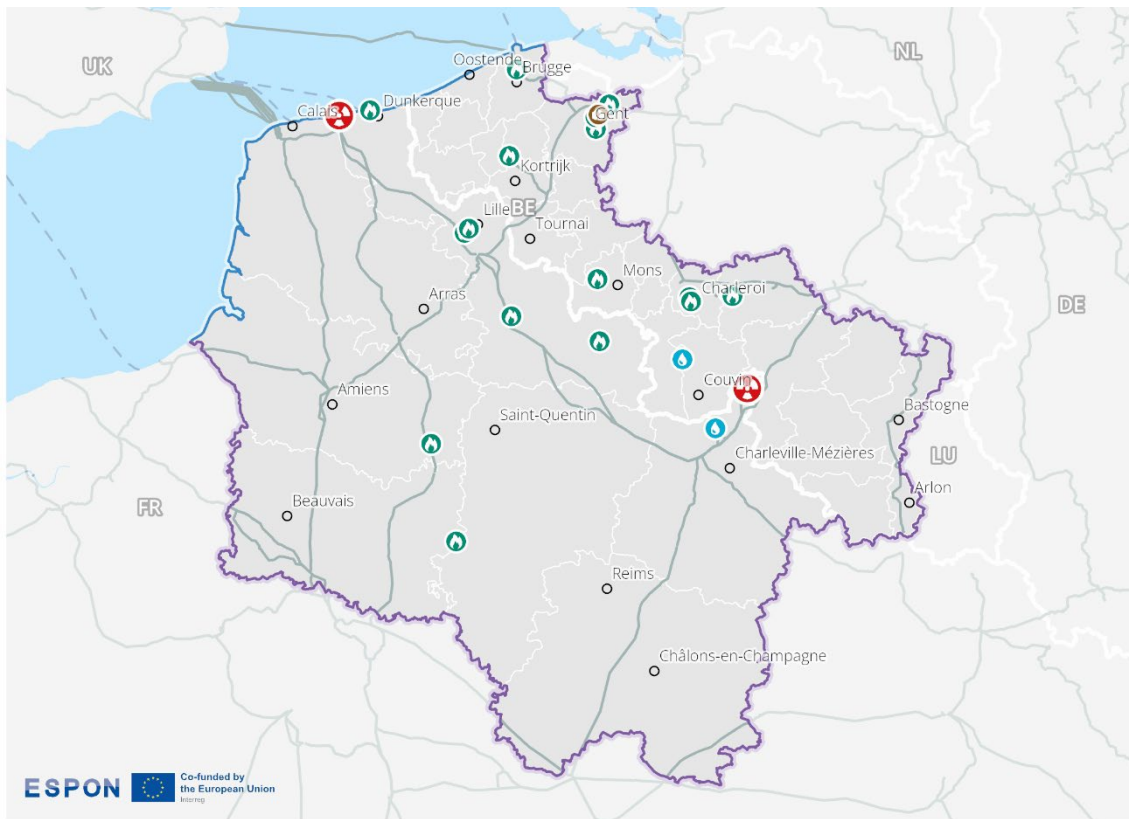 UK
NL
Oostende
Brugge
Calais
Dunkerque
Gent
Kortrijk
Lille
BE
Tournai
Mons
Charleroi
Arras
DE
Couvin
Amiens
Bastogne
Saint-Quentin
Charleville-Mézières
LU
Arlon
FR
Beauvais
Reims
Châlons-en-Champagne
ESPON
Co-funded by
the European Union
Interreg